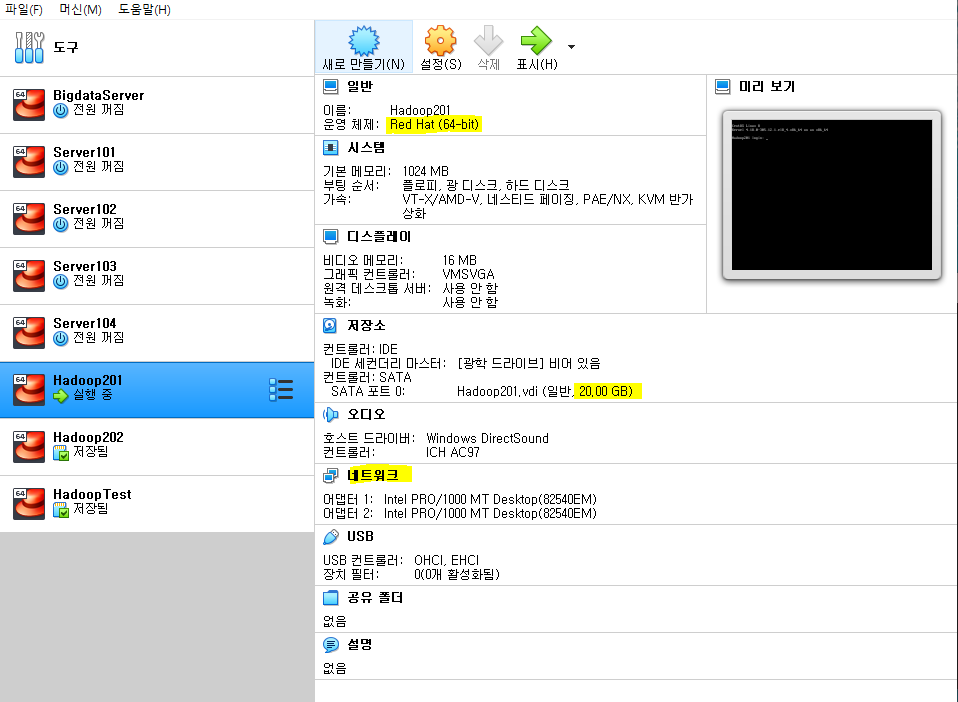 파일(F) 머신(M) 도움말(H)
도구
새로 만들기(N) 설정(S) 삭제 표시(H)
64 BigdataServer
전원 꺼짐
64 Server101
전원 꺼짐
64 Server102
전원 꺼짐
64 Server103
전원 꺼짐
64 Server104
전원 꺼짐
64 Hadoop201
실행 중
64 Hadoop202
저장됨
64 HadoopTest
저장됨
일반
이름: Hadoop201
운영 체제: Red Hat (64-bit)
시스템
기본 메모리: 1024 MB
부팅 순서: 플로피, 광 디스크, 하드 디스크
가속: VT-X/AMD-V, 네스티드 페이징, PAE/NX, KVM 반가
상화
디스플레이
비디오 메모리: 16 MB
그래픽 컨트롤러: VMSVGA
원격 데스크톱 서버: 사용 안 함
녹화: 사용 안 함
미리 보기
저장소
컨트롤러: IDE
IDE 세컨더리 마스터: [광학 드라이브] 비어 있음
컨트롤러: SATA
SATA 포트 0: Hadoop201.vdi (일반, 20.00 GB)
오디오
호스트 드라이버: Windows DirectSound
컨트롤러: ICH AC97
네트워크
어댑터 1: Intel PRO/1000 MT Desktop(82540EM)
어댑터 2: Intel PRO/1000 MT Desktop(82540EM)
USB
USB 컨트롤러: OHCI, EHCI
장치 필터: 0(0개 활성화됨)
공유 폴더
없음
설명
없음